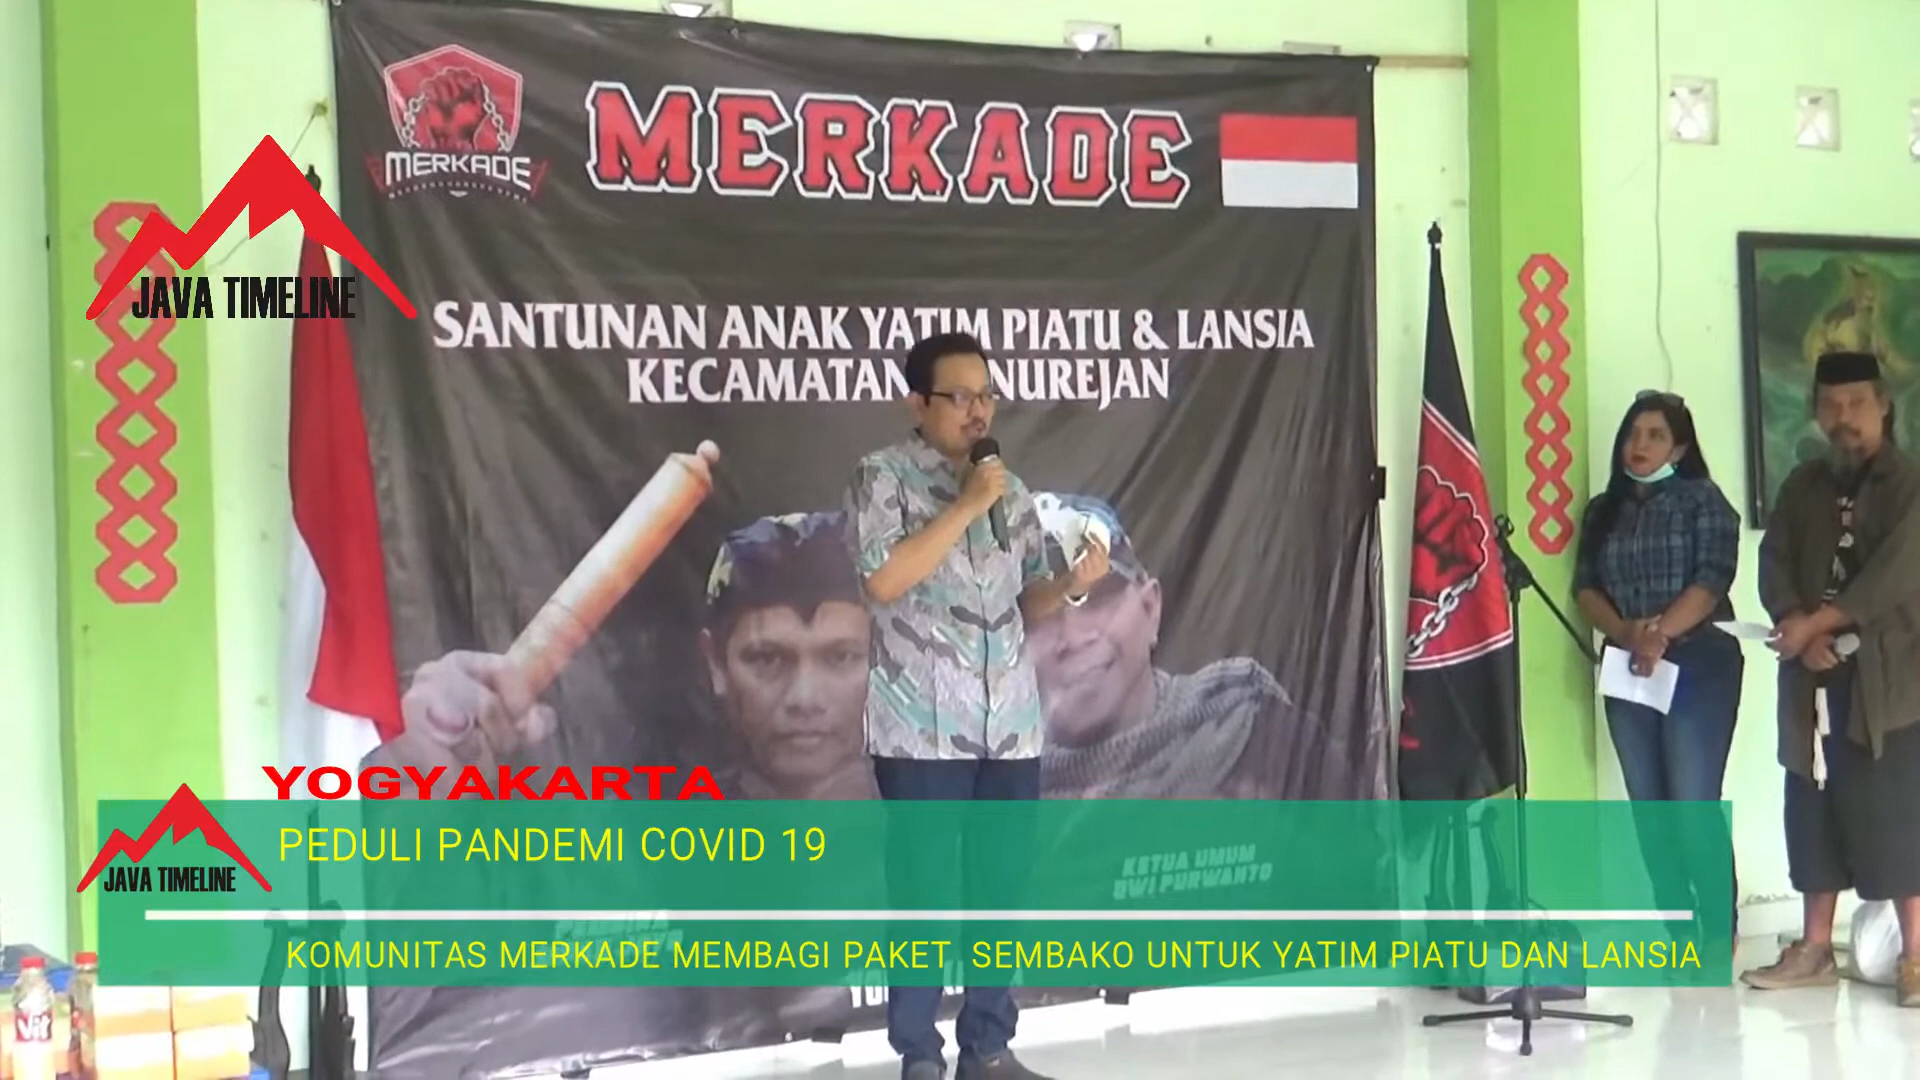 MERKADE
MERKADE
JAVA TIMELINE
SANTUNAN ANAK YATIM PIATU & LANSIA
KECAMATAN NUREJAN
YOGYAKARTA
PEDULI PANDEMI COVID 19
JAVA TIMELINE
KETUA UMUM
DWI PURWANTO
KOMUNITAS MERKADE MEMBAGI PAKET SEMBAKO UNTUK YATIM PIATU DAN LANSIA
Vit